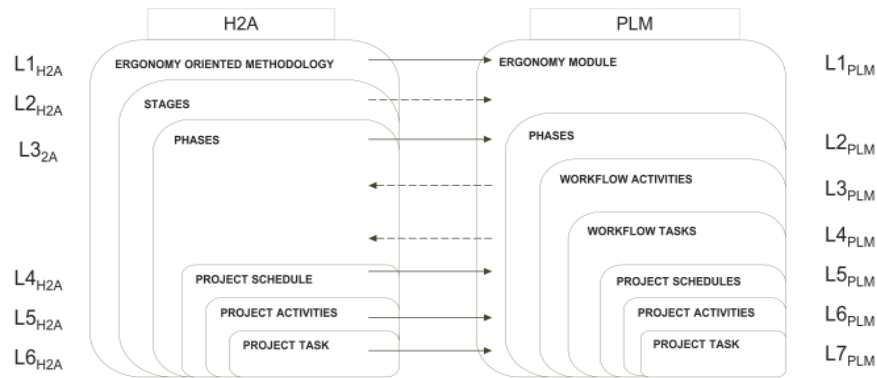 H2A PLM
L1H2A ERGONOMY ORIENTED METHODOLOGY ERGONOMY MODULE L1PLM
L2H2A STAGES
L32A PHASES PHASES L2PLM
WORKFLOW ACTIVITIES L3PLM
WORKFLOW TASKS L4PLM
L4H2A PROJECT SCHEDULE PROJECT SCHEDULES L5PLM
L5H2A PROJECT ACTIVITIES PROJECT ACTIVITIES L6PLM
L6H2A PROJECT TASK PROJECT TASK L7PLM